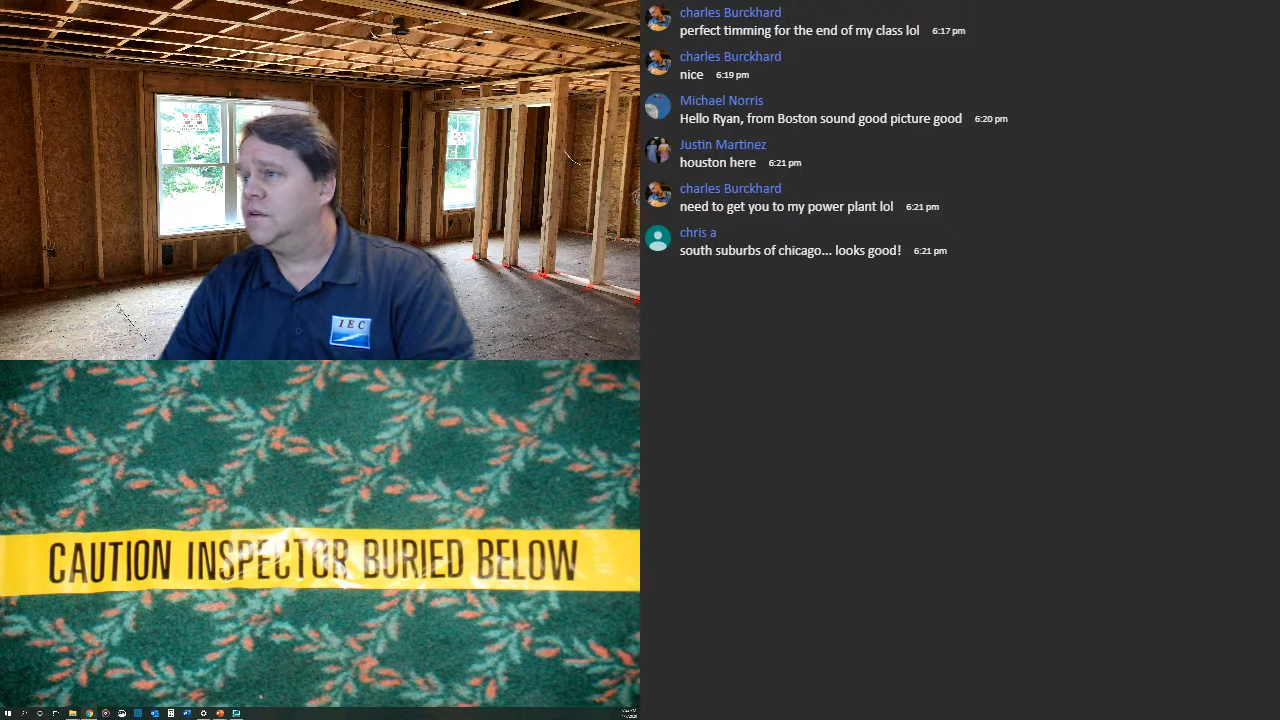 IEC
CAUTION INSPECTOR BURIED BELOW
charles Burckhard
perfect timming for the end of my class lol 6:17 pm
charles Burckhard
nice 6:19 pm
Michael Norris
Hello Ryan, from Boston sound good picture good 6:20 pm
Justin Martinez
houston here 6:21 pm
charles Burckhard
need to get you to my power plant lol 6:21 pm
chris a
south suburbs of chicago... looks good! 6:21 pm